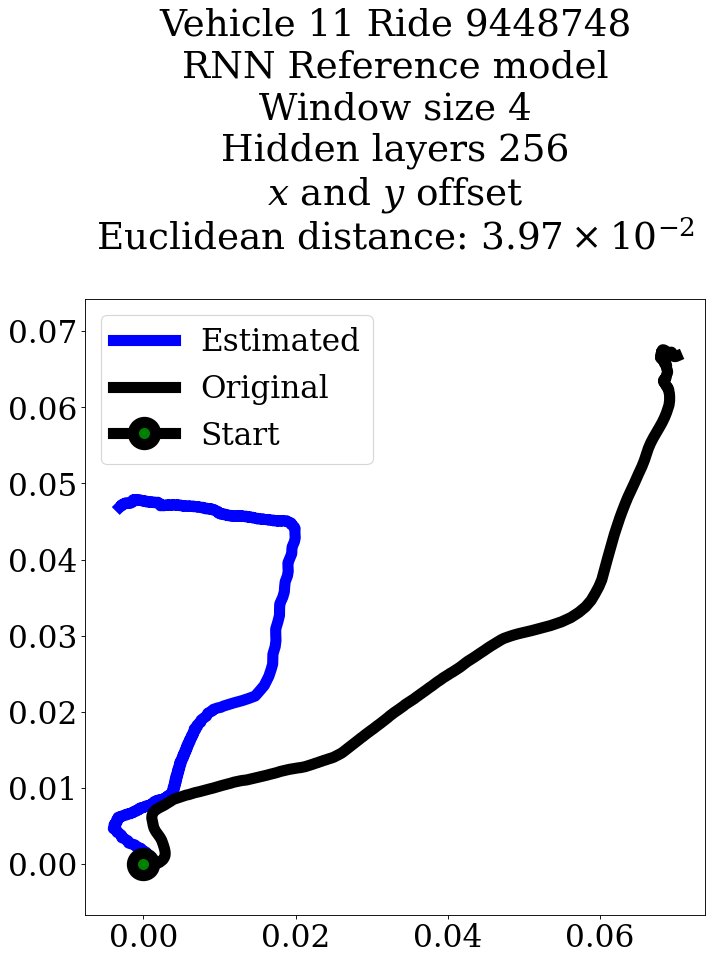 Vehicle 11 Ride 9448748
RNN Reference model
Window size 4
Hidden layers 256
x and y offset
Euclidean distance: 3.97 × 10⁻²
Estimated
Original
Start
0.07
0.06
0.05
0.04
0.03
0.02
0.01
0.00
0.00 0.02 0.04 0.06